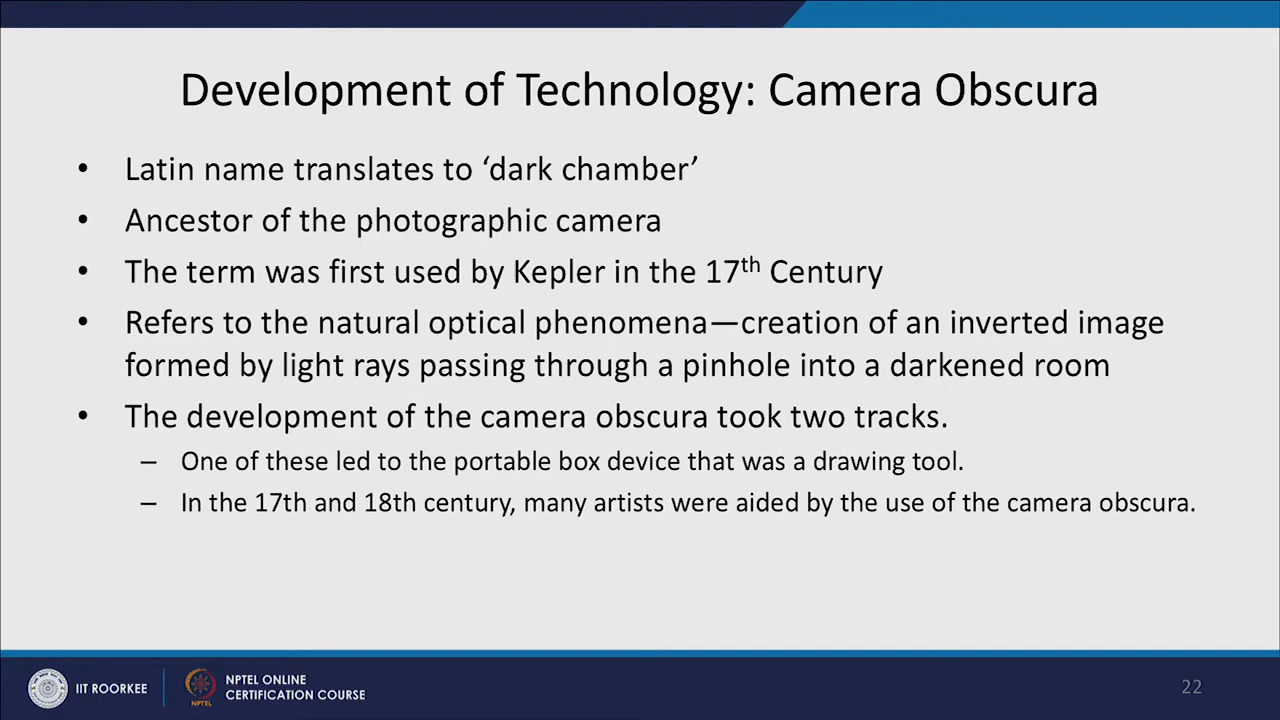 Development of Technology: Camera Obscura
• Latin name translates to ‘dark chamber’
• Ancestor of the photographic camera
• The term was first used by Kepler in the 17th Century
• Refers to the natural optical phenomena—creation of an inverted image
formed by light rays passing through a pinhole into a darkened room
• The development of the camera obscura took two tracks.
– One of these led to the portable box device that was a drawing tool.
– In the 17th and 18th century, many artists were aided by the use of the camera obscura.
IIT ROORKEE
NPTEL
NPTEL ONLINE
CERTIFICATION COURSE
22